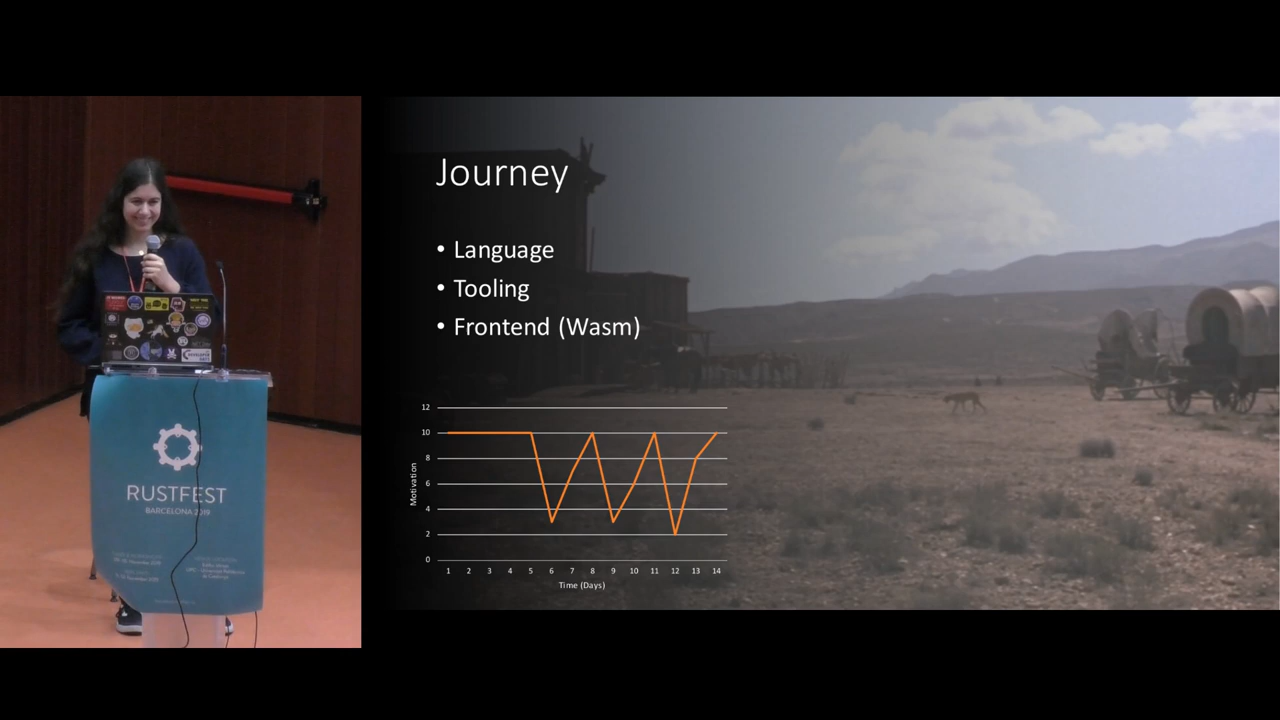 Journey
• Language
• Tooling
• Frontend (Wasm)
12
10
8
6
4
2
0
Motivation
1 2 3 4 5 6 7 8 9 10 11 12 13 14
Time (Days)
RUSTFEST
BARCELONA 2019